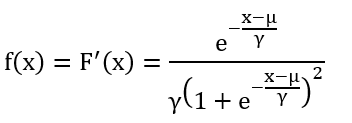 f(x) = F′(x) = e^{−(x−μ)/γ} / γ(1 + e^{−(x−μ)/γ})²